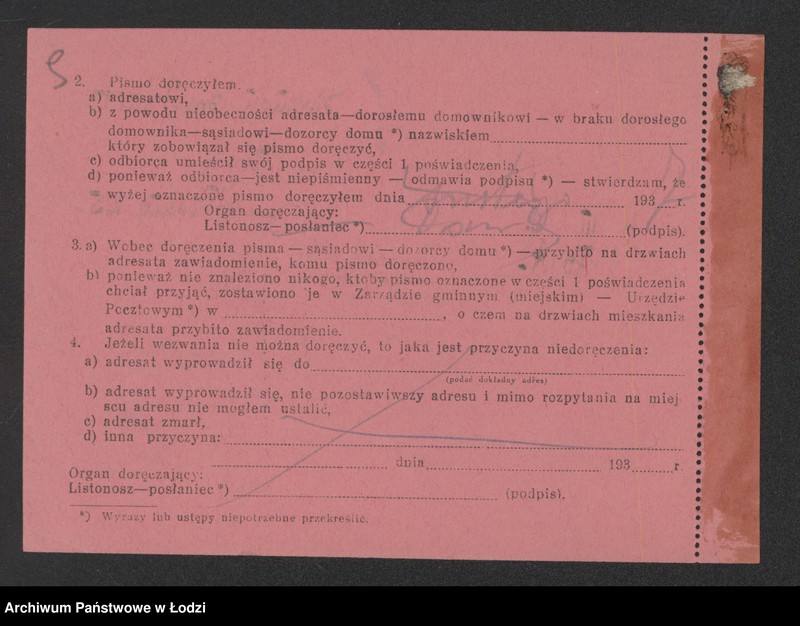 2. Pismo doręczyłem.
a) adresatowi,
b) z powodu nieobecności adresata—dorosłemu domownikowi — w braku dorosłego
domownika—sąsiadowi—dozorcy domu *) nazwiskiem
który zobowiązał się pismo doręczyć,
c) odbiorca umieścił swój podpis w części 1 poświadczenia,
d) ponieważ odbiorca—jest niepiśmienny — odmawia podpisu *) — stwierdzam, że
wyżej oznaczone pismo doręczyłem dnia 193 7 r.
Organ doręczający:
Listonosz—posłaniec *) (podpis).
3. a) Wobec doręczenia pisma — sąsiadowi — dozorcy domu *) — przybito na drzwiach
adresata zawiadomienie, komu pismo doręczono,
b) ponieważ nie znaleziono nikogo, ktoby pismo oznaczone w części 1 poświadczenia
chciał przyjąć, zostawiono je w Zarządzie gminnym (miejskim) — Urzędzie
Pocztowym *) w , o czem na drzwiach mieszkania
adresata przybito zawiadomienie.
4. Jeżeli wezwania nie można doręczyć, to jaka jest przyczyna niedoręczenia:
a) adresat wyprowadził się do
(podać dokładny adres)
b) adresat wyprowadził się, nie pozostawiwszy adresu i mimo rozpytania na miej
scu adresu nie mogłem ustalić,
c) adresat zmarł,
d) inna przyczyna:
dnia 193 r.
Organ doręczający:
Listonosz—posłaniec *) (podpis).
*) Wyrazy lub ustępy niepotrzebne przekreślić.
Archiwum Państwowe w Łodzi